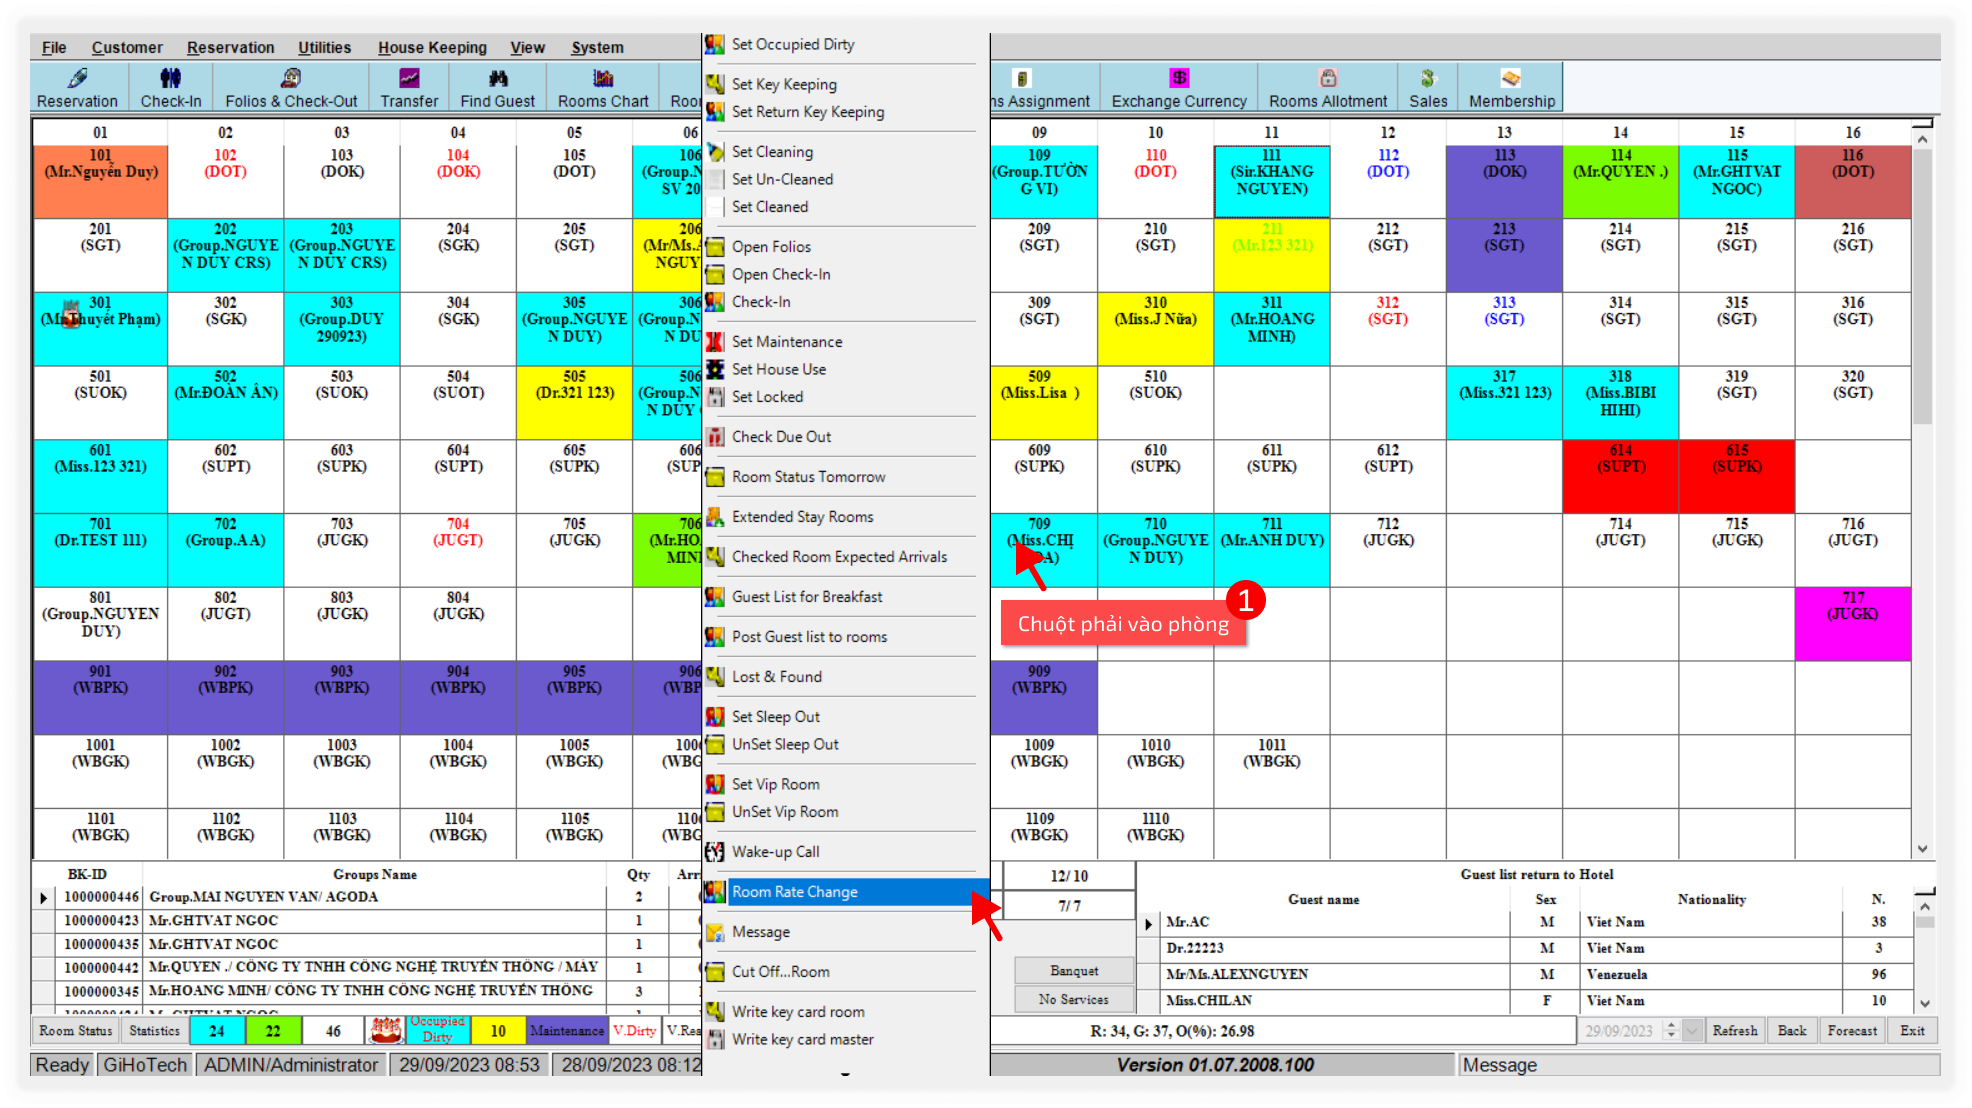 File Customer Reservation Utilities House Keeping View System
Reservation Check-In Folios & Check-Out Transfer Find Guest Rooms Chart Assignment Exchange Currency Rooms Allotment Sales Membership
01 02 03 04 05 06 09 10 11 12 13 14 15 16
101 102 103 104 105 106 109 110 111 112 113 114 115 116
(Mr.Nguyễn Duy) (DOT) (DOK) (DOK) (DOT) (Group.N (Group.TƯỜN (DOT) (Sir.KHANG (DOT) (DOK) (Mr.QUYEN .) (Mr.GHTVAT (DOT)
SV 20 G VI) NGUYEN) NGOC)
201 202 203 204 205 206 209 210 211 212 213 214 215 216
(SGT) (Group.NGUYE (Group.NGUYE (SGK) (SGT) (Mr/Ms. (SGT) (SGT) (Mr.123 321) (SGT) (SGT) (SGT) (SGT) (SGT)
N DUY CRS) N DUY CRS) NGUY
301 302 303 304 305 306 309 310 311 312 313 314 315 316
(Mr.Thuyết Phạm) (SGK) (Group.DUY (SGK) (Group.NGUYE (Group.N (SGT) (Miss.J Nữa) (Mr.HOANG (SGT) (SGT) (SGT) (SGT) (SGT)
290923) N DUY) N DU MINH)
501 502 503 504 505 506 509 510 317 318 319 320
(SUOK) (Mr.ĐOÀN ÂN) (SUOK) (SUOT) (Dr.321 123) (Group.N (Miss.Lisa ) (SUOK) (Miss.321 123) (Miss.BIBI (SGT) (SGT)
N DUY HIHI)
601 602 603 604 605 606 609 610 611 612 614 615
(Miss.123 321) (SUPT) (SUPK) (SUPT) (SUPK) (SUP (SUPK) (SUPK) (SUPK) (SUPT) (SUPT) (SUPK)
701 702 703 704 705 706 709 710 711 712 714 715 716
(Dr.TEST 111) (Group.A A) (JUGK) (JUGT) (JUGK) (Mr.HO (Miss.CHỊ (Group.NGUYE (Mr.ANH DUY) (JUGK) (JUGT) (JUGK) (JUGT)
MIN N DUY)
801 802 803 804 717
(Group.NGUYEN (JUGT) (JUGK) (JUGK) (JUGK)
DUY)
901 902 903 904 905 906 909
(WBPK) (WBPK) (WBPK) (WBPK) (WBPK) (WBP (WBPK)
1001 1002 1003 1004 1005 100 1009 1010 1011
(WBGK) (WBGK) (WBGK) (WBGK) (WBGK) (WBG (WBGK) (WBGK) (WBGK)
1101 1102 1103 1104 1105 110 1109 1110
(WBGK) (WBGK) (WBGK) (WBGK) (WBGK) (WBG (WBGK) (WBGK)
Set Occupied Dirty
Set Key Keeping
Set Return Key Keeping
Set Cleaning
Set Un-Cleaned
Set Cleaned
Open Folios
Open Check-In
Check-In
Set Maintenance
Set House Use
Set Locked
Check Due Out
Room Status Tomorrow
Extended Stay Rooms
Checked Room Expected Arrivals
Guest List for Breakfast
Post Guest list to rooms
Lost & Found
Set Sleep Out
UnSet Sleep Out
Set Vip Room
UnSet Vip Room
Wake-up Call
Room Rate Change
Message
Cut Off...Room
Write key card room
Write key card master
1
Chuột phải vào phòng
BK-ID Groups Name Qty Arr
1000000446 Group.MAI NGUYEN VAN/ AGODA 2
1000000423 Mr.GHTVAT NGOC 1
1000000435 Mr.GHTVAT NGOC 1
1000000442 Mr.QUYEN ./ CÔNG TY TNHH CÔNG NGHỆ TRUYỀN THÔNG / MÁY 1
1000000345 Mr.HOANG MINH/ CÔNG TY TNHH CÔNG NGHỆ TRUYỀN THÔNG 3
12/ 10
7/ 7
Banquet
No Services
Guest list return to Hotel
Guest name Sex Nationality N.
Mr.AC M Viet Nam 38
Dr.22223 M Viet Nam 3
Mr/Ms.ALEXNGUYEN M Venezuela 96
Miss.CHILAN F Viet Nam 10
Room Status Statistics 24 22 46 Occupied Dirty 10 Maintenance V.Dirty V.Rea R: 34, G: 37, O(%): 26.98 29/09/2023 Refresh Back Forecast Exit
Ready GiHoTech ADMIN/Administrator 29/09/2023 08:53 28/09/2023 08:12 Version 01.07.2008.100 Message